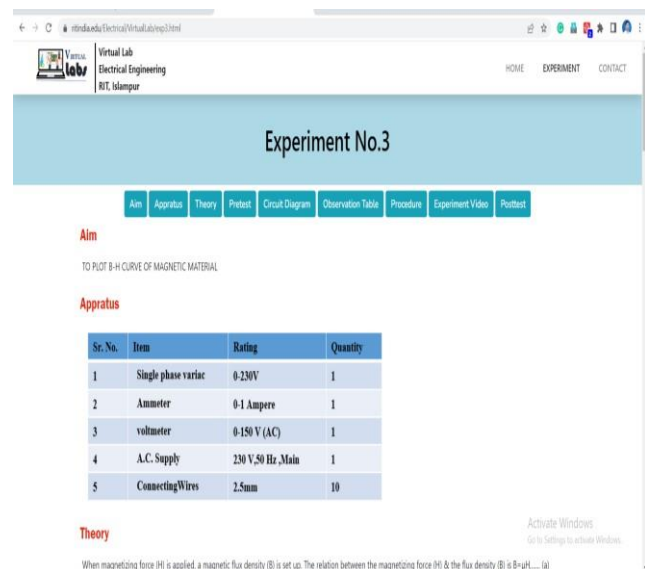 ritindia.edu/Electrical/VirtualLab/exp3.html
VIRTUAL Labs
Virtual Lab
Electrical Engineering
RIT, Islampur
HOME EXPERIMENT CONTACT
Experiment No.3
Aim Appratus Theory Pretest Circuit Diagram Observation Table Procedure Experiment Video Posttest
Aim
TO PLOT B-H CURVE OF MAGNETIC MATERIAL
Appratus
Sr. No. Item Rating Quantity
1 Single phase variac 0-230V 1
2 Ammeter 0-1 Ampere 1
3 voltmeter 0-150 V (AC) 1
4 A.C. Supply 230 V,50 Hz ,Main 1
5 ConnectingWires 2.5mm 10
Activate Windows
Go to Settings to activate Windows.
Theory
When magnetizing force (H) is applied, a magnetic flux density (B) is set up. The relation between the magnetizing force (H) & the flux density (B) is B=μH...... (a)